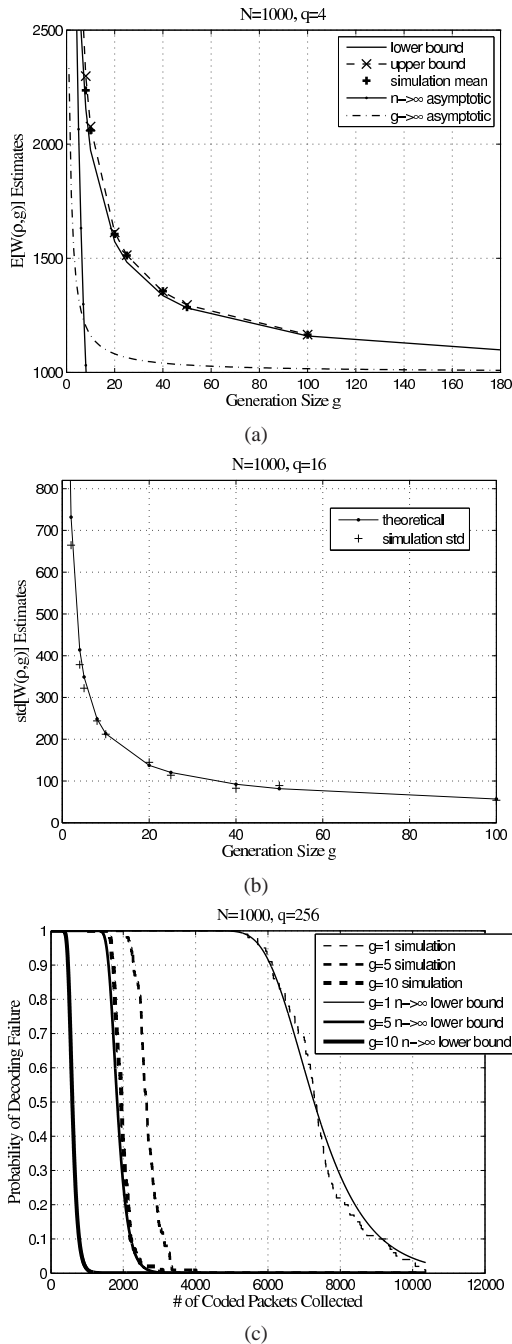 N=1000, q=4
2500
2000
1500
1000
E[W(ρ,g)] Estimates
lower bound
upper bound
simulation mean
n−>∞ asymptotic
g−>∞ asymptotic
0 20 40 60 80 100 120 140 160 180
Generation Size g
(a)
N=1000, q=16
800
700
600
500
400
300
200
100
0
std[W(ρ,g)] Estimates
theoretical
simulation std
0 20 40 60 80 100
Generation Size g
(b)
N=1000, q=256
1
0.9
0.8
0.7
0.6
0.5
0.4
0.3
0.2
0.1
0
Probability of Decoding Failure
g=1 simulation
g=5 simulation
g=10 simulation
g=1 n−>∞ lower bound
g=5 n−>∞ lower bound
g=10 n−>∞ lower bound
0 2000 4000 6000 8000 10000 12000
# of Coded Packets Collected
(c)